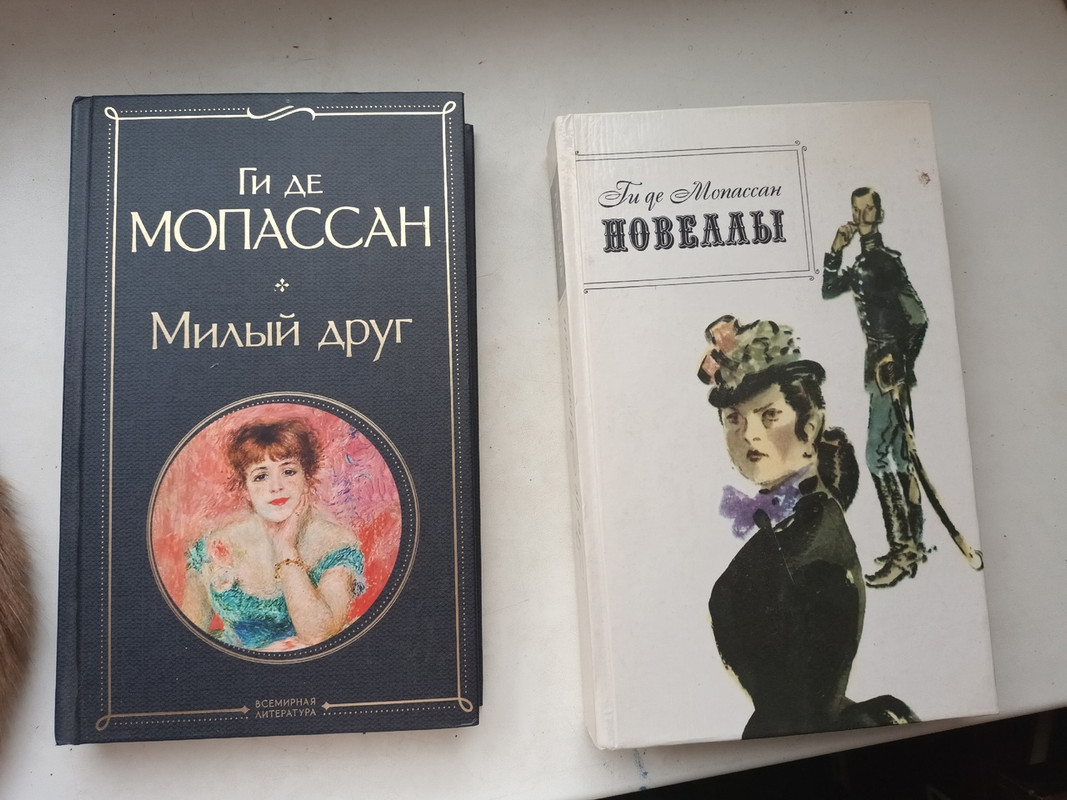 Ги де
МОПАССАН
Милый друг
ВСЕМИРНАЯ
ЛИТЕРАТУРА
Ги де Мопассан
НОВЕЛЛЫ